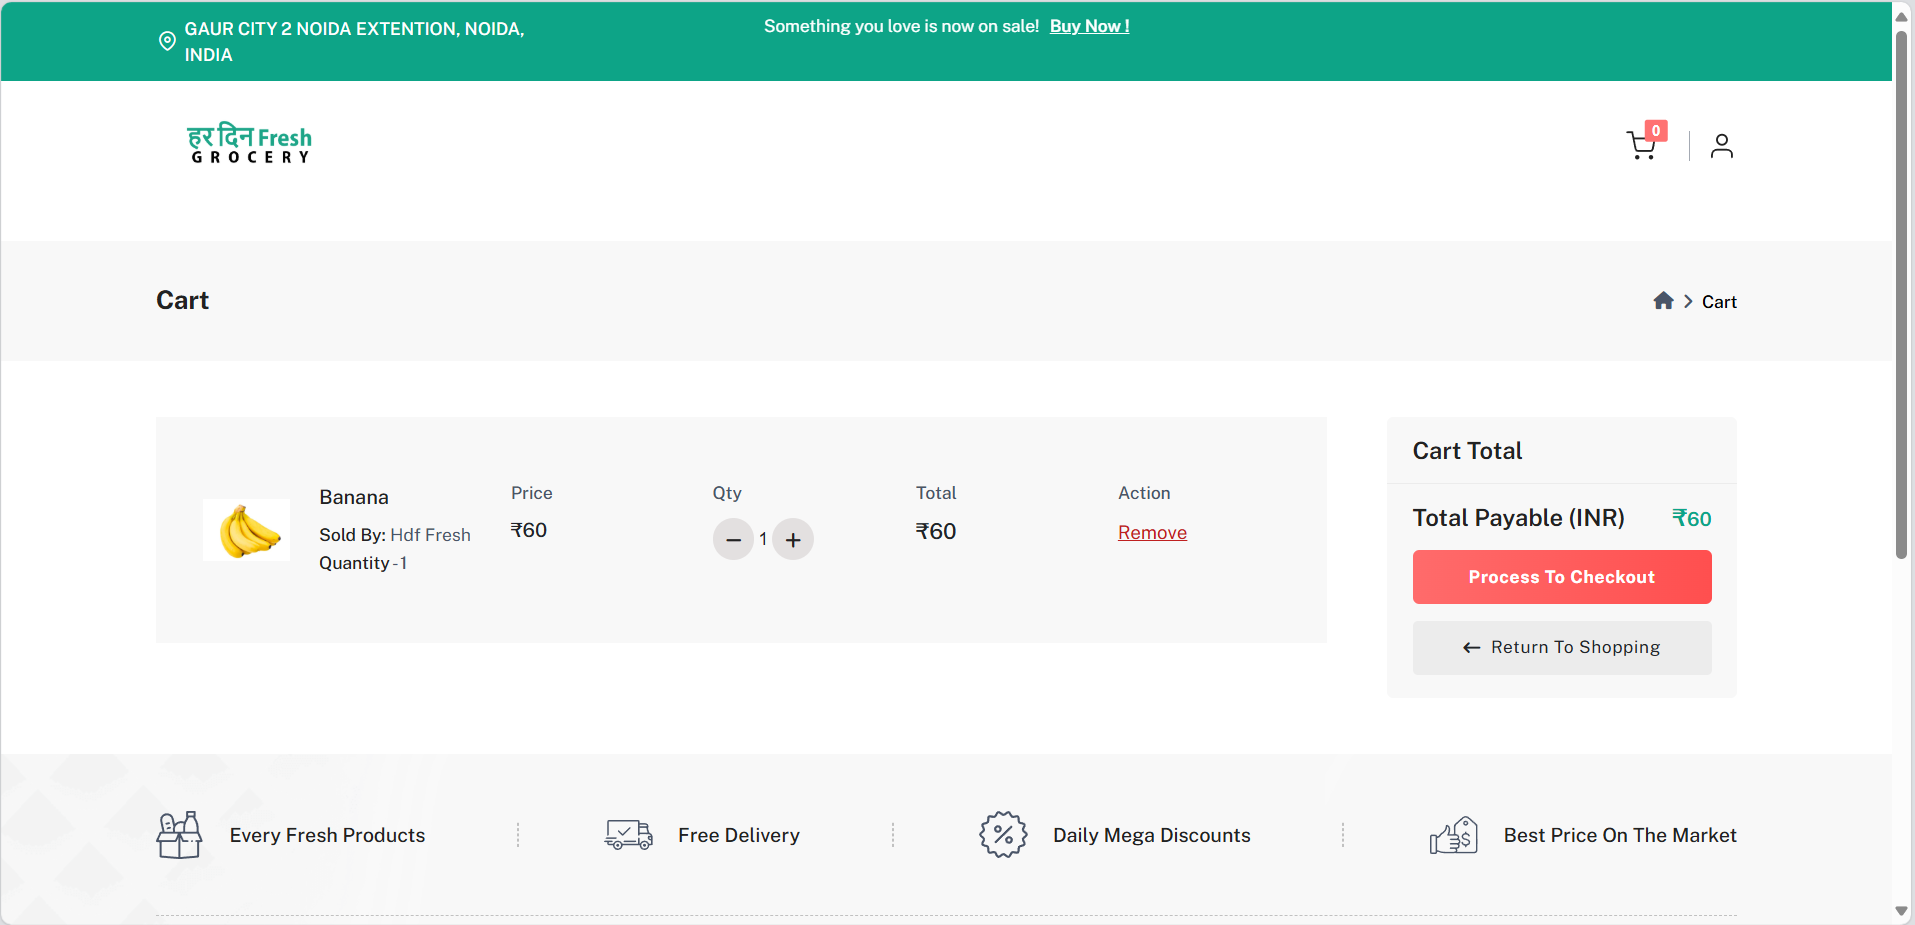 GAUR CITY 2 NOIDA EXTENTION, NOIDA,
INDIA
Something you love is now on sale! Buy Now !
हर दिन Fresh
GROCERY
0
Cart
Cart
Banana
Sold By: Hdf Fresh
Quantity - 1
Price
₹60
Qty
− 1 +
Total
₹60
Action
Remove
Cart Total
Total Payable (INR) ₹60
Process To Checkout
← Return To Shopping
Every Fresh Products
Free Delivery
Daily Mega Discounts
Best Price On The Market